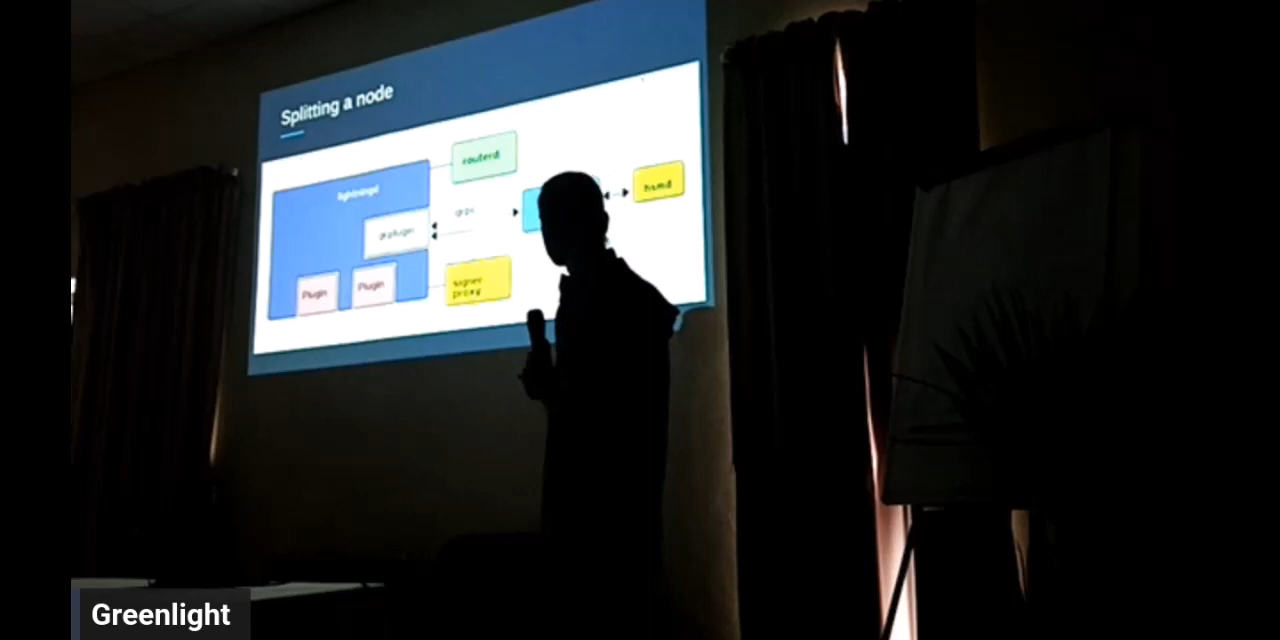 Splitting a node
routerd
lightningd
hsmd
grpc
glplugin
Plugin
Plugin
signer
proxy
Greenlight